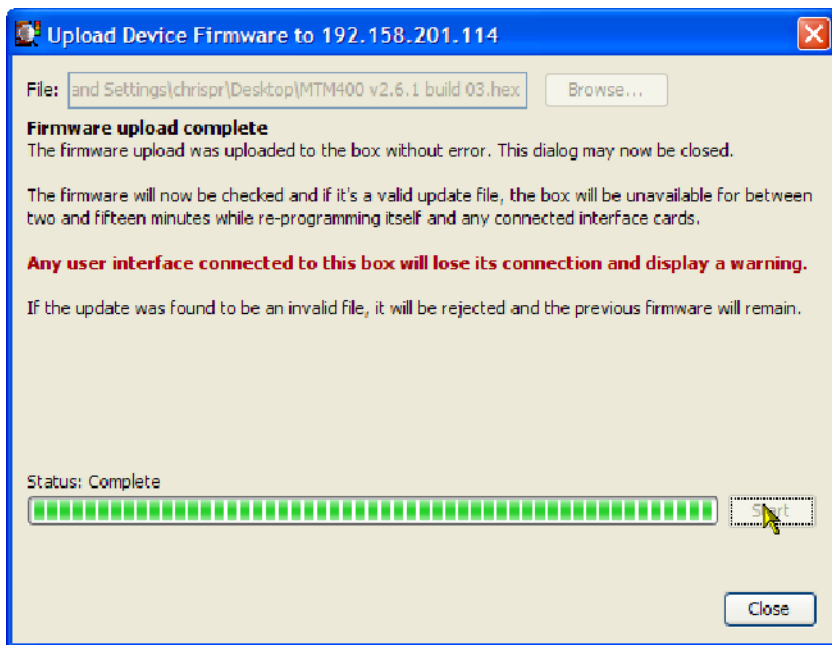 Upload Device Firmware to 192.158.201.114
File: and Settings\chrispr\Desktop\MTM400 v2.6.1 build 03.hex Browse...
Firmware upload complete
The firmware upload was uploaded to the box without error. This dialog may now be closed.
The firmware will now be checked and if it's a valid update file, the box will be unavailable for between
two and fifteen minutes while re-programming itself and any connected interface cards.
Any user interface connected to this box will lose its connection and display a warning.
If the update was found to be an invalid file, it will be rejected and the previous firmware will remain.
Status: Complete
Start
Close